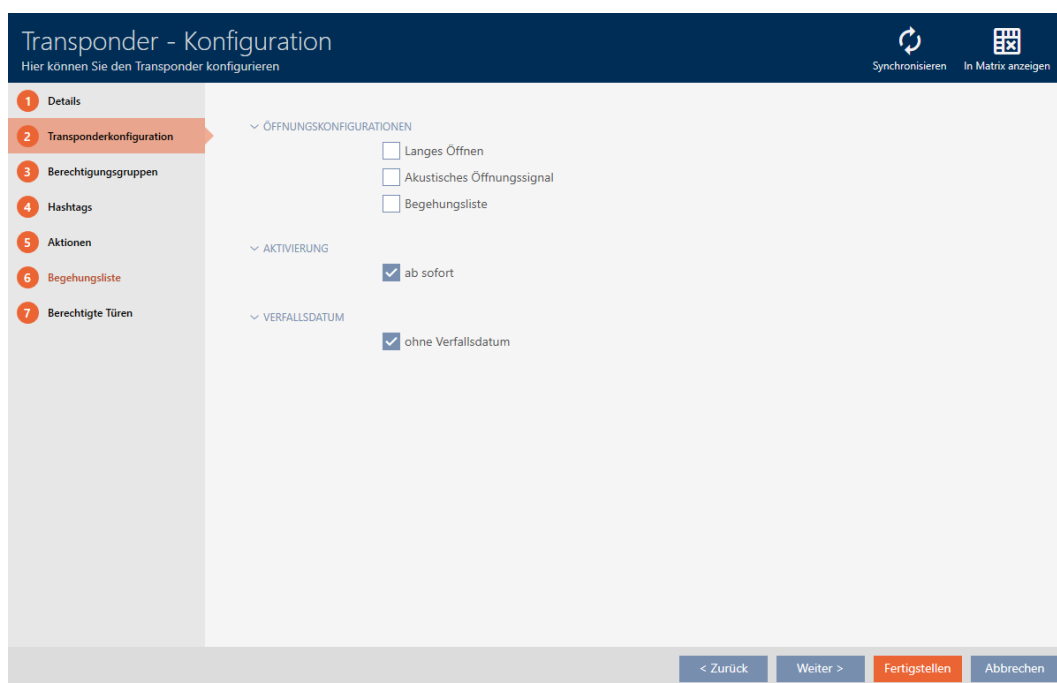 Transponder - Konfiguration
Hier können Sie den Transponder konfigurieren
Synchronisieren
In Matrix anzeigen
1 Details
2 Transponderkonfiguration
3 Berechtigungsgruppen
4 Hashtags
5 Aktionen
6 Begehungsliste
7 Berechtigte Türen
ÖFFNUNGSKONFIGURATIONEN
Langes Öffnen
Akustisches Öffnungssignal
Begehungsliste
AKTIVIERUNG
ab sofort
VERFALLSDATUM
ohne Verfallsdatum
< Zurück
Weiter >
Fertigstellen
Abbrechen